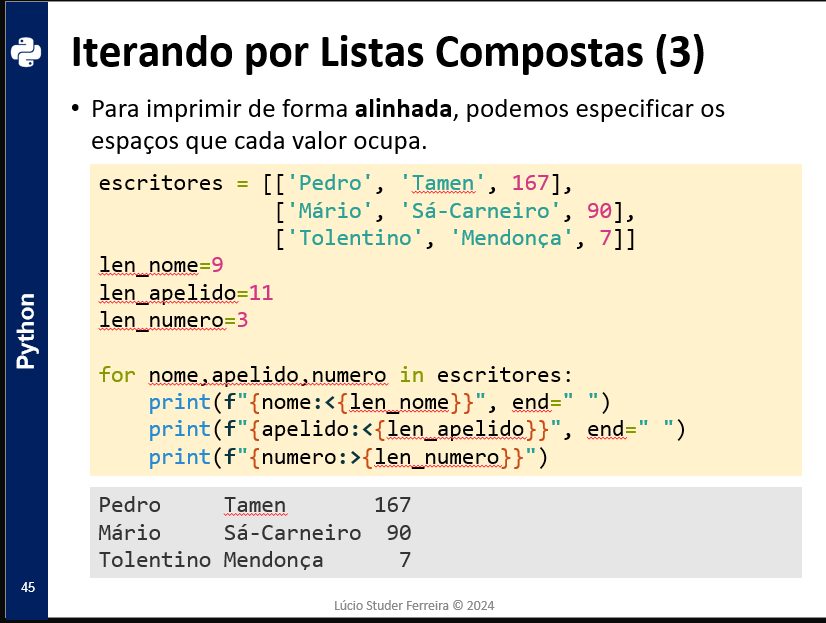 Iterando por Listas Compostas (3)
• Para imprimir de forma alinhada, podemos especificar os
espaços que cada valor ocupa.
escritores = [['Pedro', 'Tamen', 167],
              ['Mário', 'Sá-Carneiro', 90],
              ['Tolentino', 'Mendonça', 7]]
len_nome=9
len_apelido=11
len_numero=3
for nome,apelido,numero in escritores:
    print(f"{nome:<{len_nome}}", end=" ")
    print(f"{apelido:<{len_apelido}}", end=" ")
    print(f"{numero:>{len_numero}}")
Pedro     Tamen       167
Mário     Sá-Carneiro  90
Tolentino Mendonça      7
Python
45
Lúcio Studer Ferreira © 2024